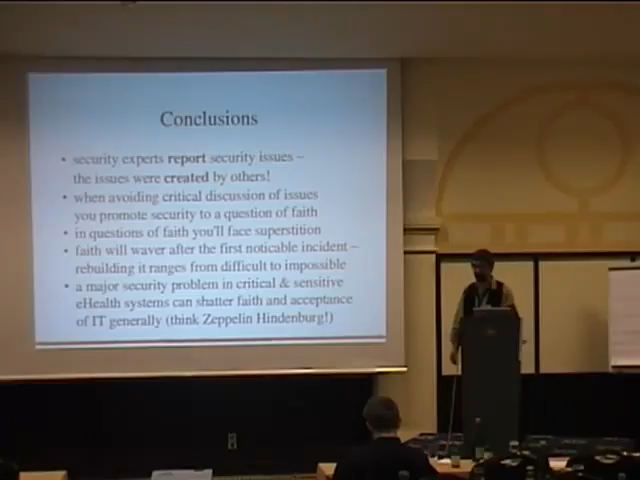 Conclusions
• security experts report security issues –
the issues were created by others!
• when avoiding critical discussion of issues
you promote security to a question of faith
• in questions of faith you'll face superstition
• faith will waver after the first noticable incident –
rebuilding it ranges from difficult to impossible
• a major security problem in critical & sensitive
eHealth systems can shatter faith and acceptance
of IT generally (think Zeppelin Hindenburg!)